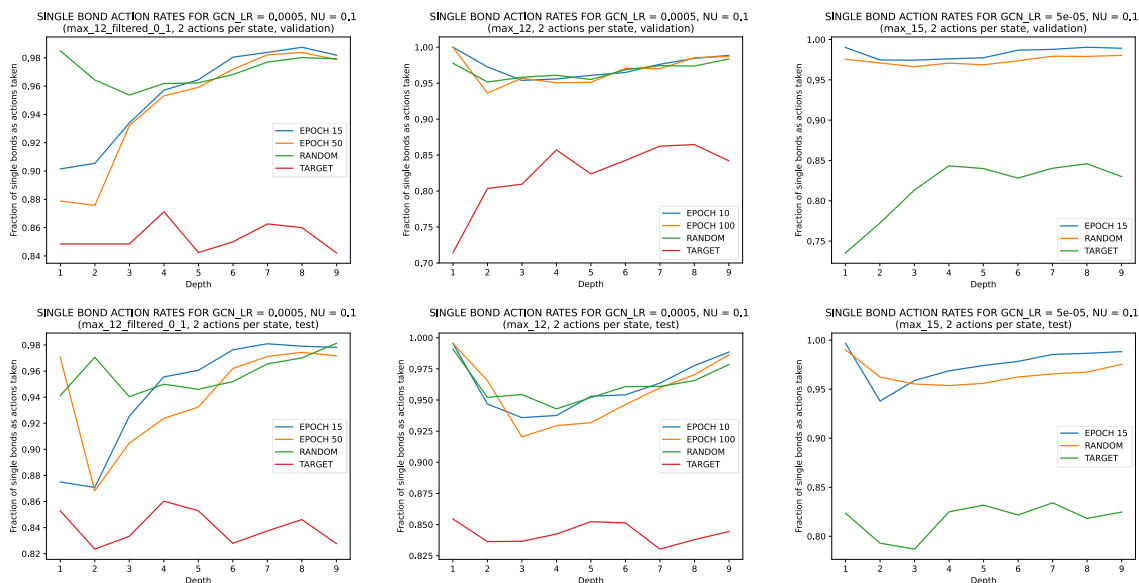 SINGLE BOND ACTION RATES FOR GCN_LR = 0.0005, NU = 0.1
(max_12_filtered_0_1, 2 actions per state, validation)
Fraction of single bonds as actions taken
0.98
0.96
0.94
0.92
0.90
0.88
0.86
0.84
EPOCH 15
EPOCH 50
RANDOM
TARGET
1 2 3 4 5 6 7 8 9
Depth
SINGLE BOND ACTION RATES FOR GCN_LR = 0.0005, NU = 0.1
(max_12, 2 actions per state, validation)
Fraction of single bonds as actions taken
1.00
0.95
0.90
0.85
0.80
0.75
0.70
EPOCH 10
EPOCH 100
RANDOM
TARGET
1 2 3 4 5 6 7 8 9
Depth
SINGLE BOND ACTION RATES FOR GCN_LR = 5e-05, NU = 0.1
(max_15, 2 actions per state, validation)
Fraction of single bonds as actions taken
1.00
0.95
0.90
0.85
0.80
0.75
EPOCH 15
RANDOM
TARGET
1 2 3 4 5 6 7 8 9
Depth
SINGLE BOND ACTION RATES FOR GCN_LR = 0.0005, NU = 0.1
(max_12_filtered_0_1, 2 actions per state, test)
Fraction of single bonds as actions taken
0.98
0.96
0.94
0.92
0.90
0.88
0.86
0.84
0.82
EPOCH 15
EPOCH 50
RANDOM
TARGET
1 2 3 4 5 6 7 8 9
Depth
SINGLE BOND ACTION RATES FOR GCN_LR = 0.0005, NU = 0.1
(max_12, 2 actions per state, test)
Fraction of single bonds as actions taken
1.000
0.975
0.950
0.925
0.900
0.875
0.850
0.825
EPOCH 10
EPOCH 100
RANDOM
TARGET
1 2 3 4 5 6 7 8 9
Depth
SINGLE BOND ACTION RATES FOR GCN_LR = 5e-05, NU = 0.1
(max_15, 2 actions per state, test)
Fraction of single bonds as actions taken
1.00
0.95
0.90
0.85
0.80
EPOCH 15
RANDOM
TARGET
1 2 3 4 5 6 7 8 9
Depth